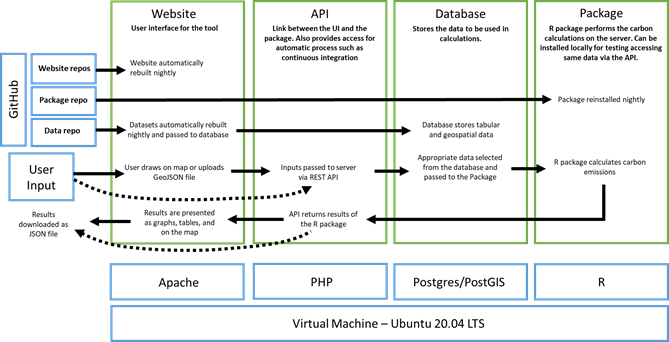 Website
User interface for the tool
API
Link between the UI and the
package. Also provides access for
automatic process such as
continuous integration
Database
Stores the data to be used in
calculations.
Package
R package performs the carbon
calculations on the server. Can be
installed locally for testing accessing
same data via the API.
GitHub
Website repos
Website automatically
rebuilt nightly
Package repo
Package reinstalled nightly
Data repo
Datasets automatically rebuilt
nightly and passed to database
Database stores tabular
and geospatial data
User
Input
User draws on map or uploads
GeoJSON file
Inputs passed to server
via REST API
Appropriate data selected
from the database and
passed to the Package
R package calculates carbon
emissions
Results
downloaded as
JSON file
Results are presented
as graphs, tables, and
on the map
API returns results of
the R package
Apache
PHP
Postgres/PostGIS
R
Virtual Machine – Ubuntu 20.04 LTS